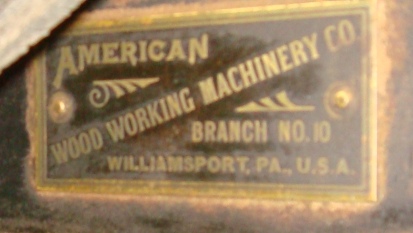 AMERICAN
WOOD WORKING MACHINERY CO.
BRANCH NO. 10
WILLIAMSPORT, PA., U.S.A.